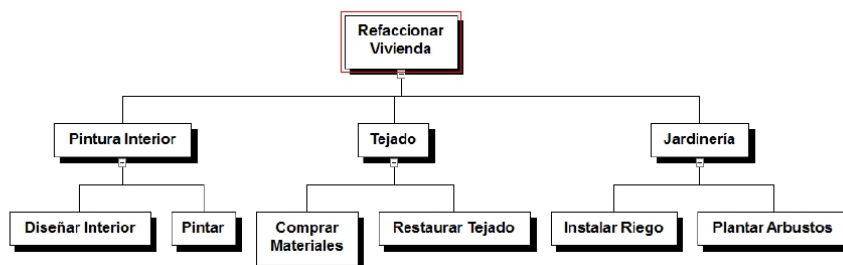 Refaccionar
Vivienda
Pintura Interior
Tejado
Jardinería
Diseñar Interior
Pintar
Comprar
Materiales
Restaurar Tejado
Instalar Riego
Plantar Arbustos